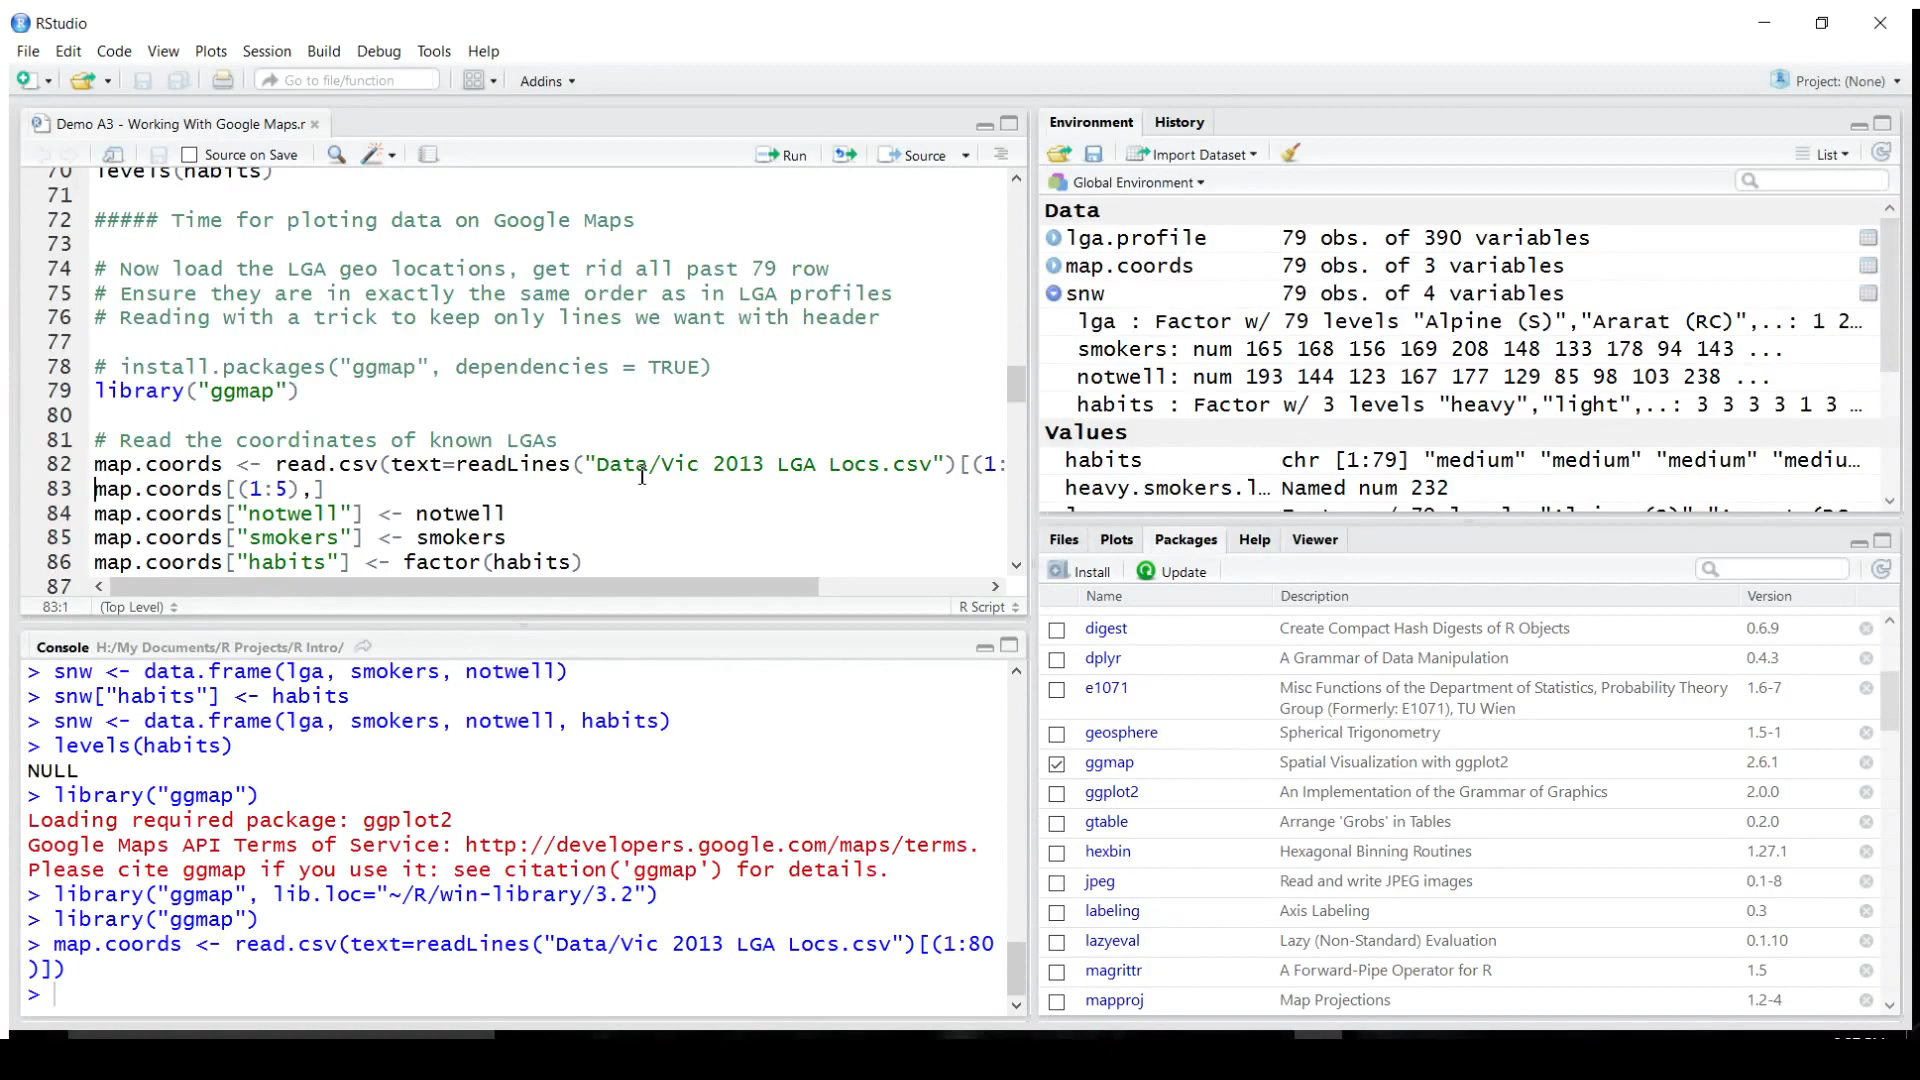 RStudio
File Edit Code View Plots Session Build Debug Tools Help
Go to file/function Addins Project: (None)
Demo A3 - Working With Google Maps.r
Source on Save Run Source
70 levels(habits)
71
72 ##### Time for ploting data on Google Maps
73
74 # Now load the LGA geo locations, get rid all past 79 row
75 # Ensure they are in exactly the same order as in LGA profiles
76 # Reading with a trick to keep only lines we want with header
77
78 # install.packages("ggmap", dependencies = TRUE)
79 library("ggmap")
80
81 # Read the coordinates of known LGAs
82 map.coords <- read.csv(text=readLines("Data/Vic 2013 LGA Locs.csv")[(1:
83 map.coords[(1:5),]
84 map.coords["notwell"] <- notwell
85 map.coords["smokers"] <- smokers
86 map.coords["habits"] <- factor(habits)
87
83:1 (Top Level) R Script
Console H:/My Documents/R Projects/R Intro/
> snw <- data.frame(lga, smokers, notwell)
> snw["habits"] <- habits
> snw <- data.frame(lga, smokers, notwell, habits)
> levels(habits)
NULL
> library("ggmap")
Loading required package: ggplot2
Google Maps API Terms of Service: http://developers.google.com/maps/terms.
Please cite ggmap if you use it: see citation('ggmap') for details.
> library("ggmap", lib.loc="~/R/win-library/3.2")
> library("ggmap")
> map.coords <- read.csv(text=readLines("Data/Vic 2013 LGA Locs.csv")[(1:80
)])
>
Environment History
Import Dataset List
Global Environment
Data
lga.profile 79 obs. of 390 variables
map.coords 79 obs. of 3 variables
snw 79 obs. of 4 variables
lga : Factor w/ 79 levels "Alpine (S)","Ararat (RC)",..: 1 2…
smokers: num 165 168 156 169 208 148 133 178 94 143 ...
notwell: num 193 144 123 167 177 129 85 98 103 238 ...
habits : Factor w/ 3 levels "heavy","light",..: 3 3 3 3 1 3 …
Values
habits chr [1:79] "medium" "medium" "medium" "mediu…
heavy.smokers.l… Named num 232
Files Plots Packages Help Viewer
Install Update
Name Description Version
digest Create Compact Hash Digests of R Objects 0.6.9
dplyr A Grammar of Data Manipulation 0.4.3
e1071 Misc Functions of the Department of Statistics, Probability Theory 1.6-7
Group (Formerly: E1071), TU Wien
geosphere Spherical Trigonometry 1.5-1
ggmap Spatial Visualization with ggplot2 2.6.1
ggplot2 An Implementation of the Grammar of Graphics 2.0.0
gtable Arrange 'Grobs' in Tables 0.2.0
hexbin Hexagonal Binning Routines 1.27.1
jpeg Read and write JPEG images 0.1-8
labeling Axis Labeling 0.3
lazyeval Lazy (Non-Standard) Evaluation 0.1.10
magrittr A Forward-Pipe Operator for R 1.5
mapproj Map Projections 1.2-4